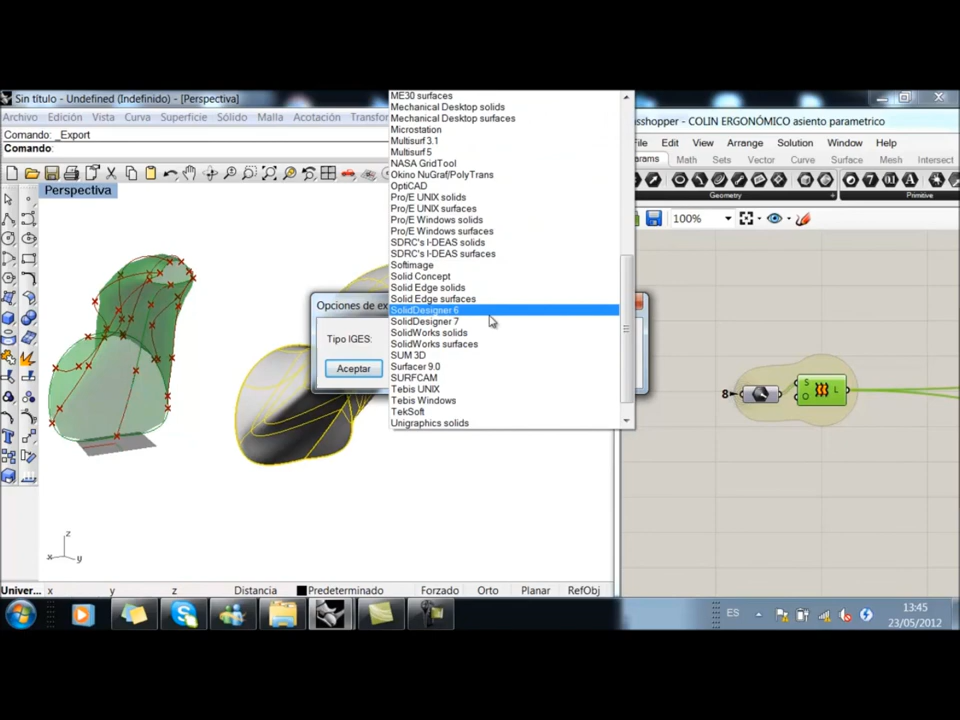 Sin título - Undefined (Indefinido) - [Perspectiva]
Archivo Edición Vista Curva Superficie Sólido Malla Acotación Transfor
Comando: _Export
Comando:
Perspectiva
ME30 surfaces
Mechanical Desktop solids
Mechanical Desktop surfaces
Microstation
Multisurf 3.1
Multisurf 5
NASA GridTool
Okino NuGraf/PolyTrans
OptiCAD
Pro/E UNIX solids
Pro/E UNIX surfaces
Pro/E Windows solids
Pro/E Windows surfaces
SDRC's I-DEAS solids
SDRC's I-DEAS surfaces
Softimage
Solid Concept
Solid Edge solids
Solid Edge surfaces
SolidDesigner 6
SolidDesigner 7
SolidWorks solids
SolidWorks surfaces
SUM 3D
Surfacer 9.0
SURFCAM
Tebis UNIX
Tebis Windows
TekSoft
Unigraphics solids
Opciones de ex
Tipo IGES:
Aceptar
z
x y
sshopper - COLIN ERGONÓMICO asiento parametrico
File Edit View Arrange Solution Window Help
rams Math Sets Vector Curve Surface Mesh Intersect
Geometry Primitive
100%
8
S
O
L
Univer... x y z Distancia Predeterminado Forzado Orto Planar RefObj
ES
13:45
23/05/2012